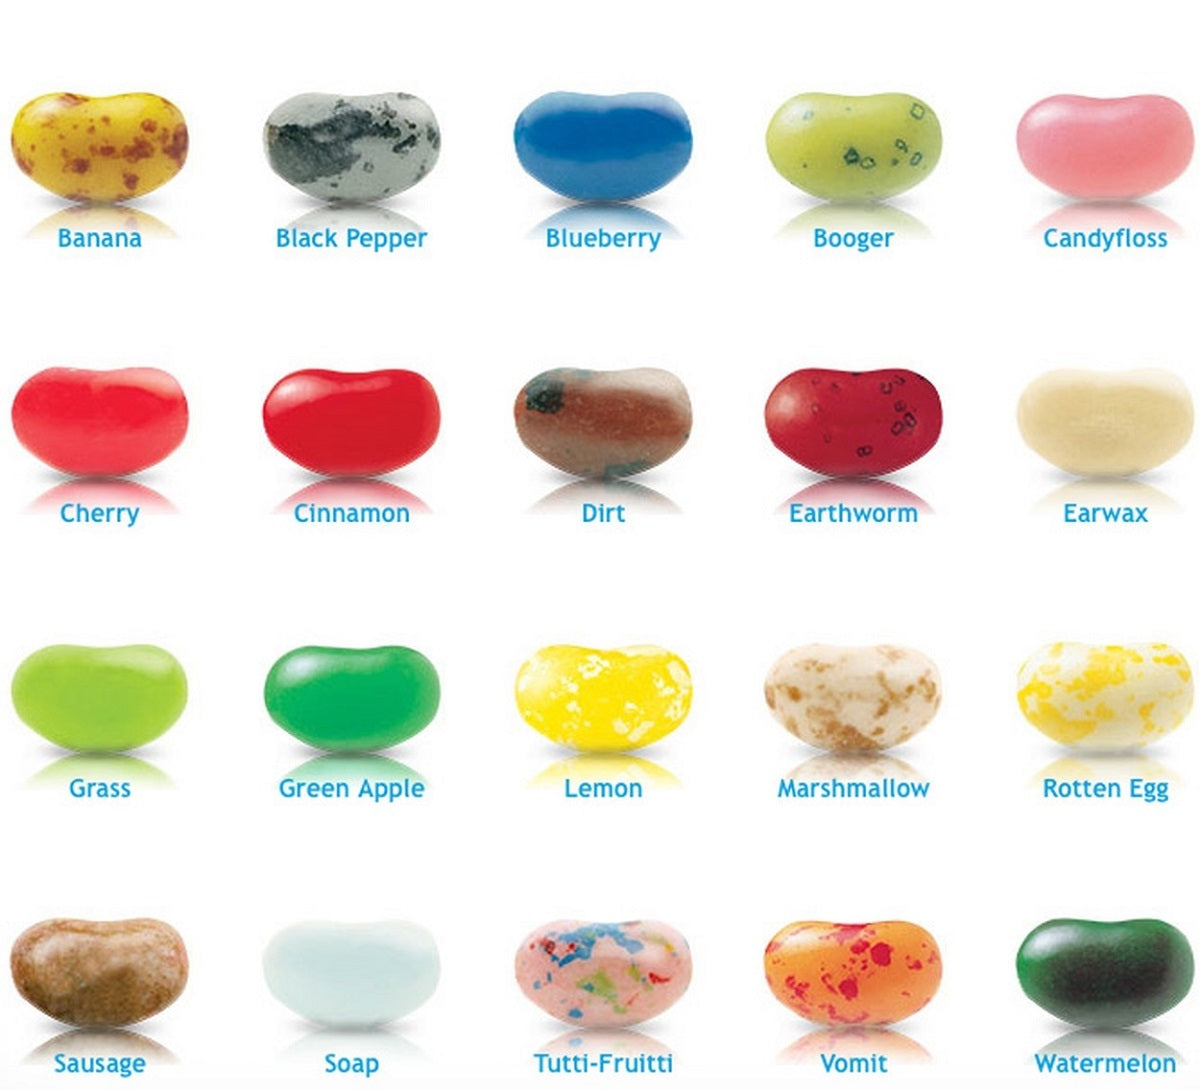 Banana Black Pepper Blueberry Booger Candyfloss
Cherry Cinnamon Dirt Earthworm Earwax
Grass Green Apple Lemon Marshmallow Rotten Egg
Sausage Soap Tutti-Fruitti Vomit Watermelon